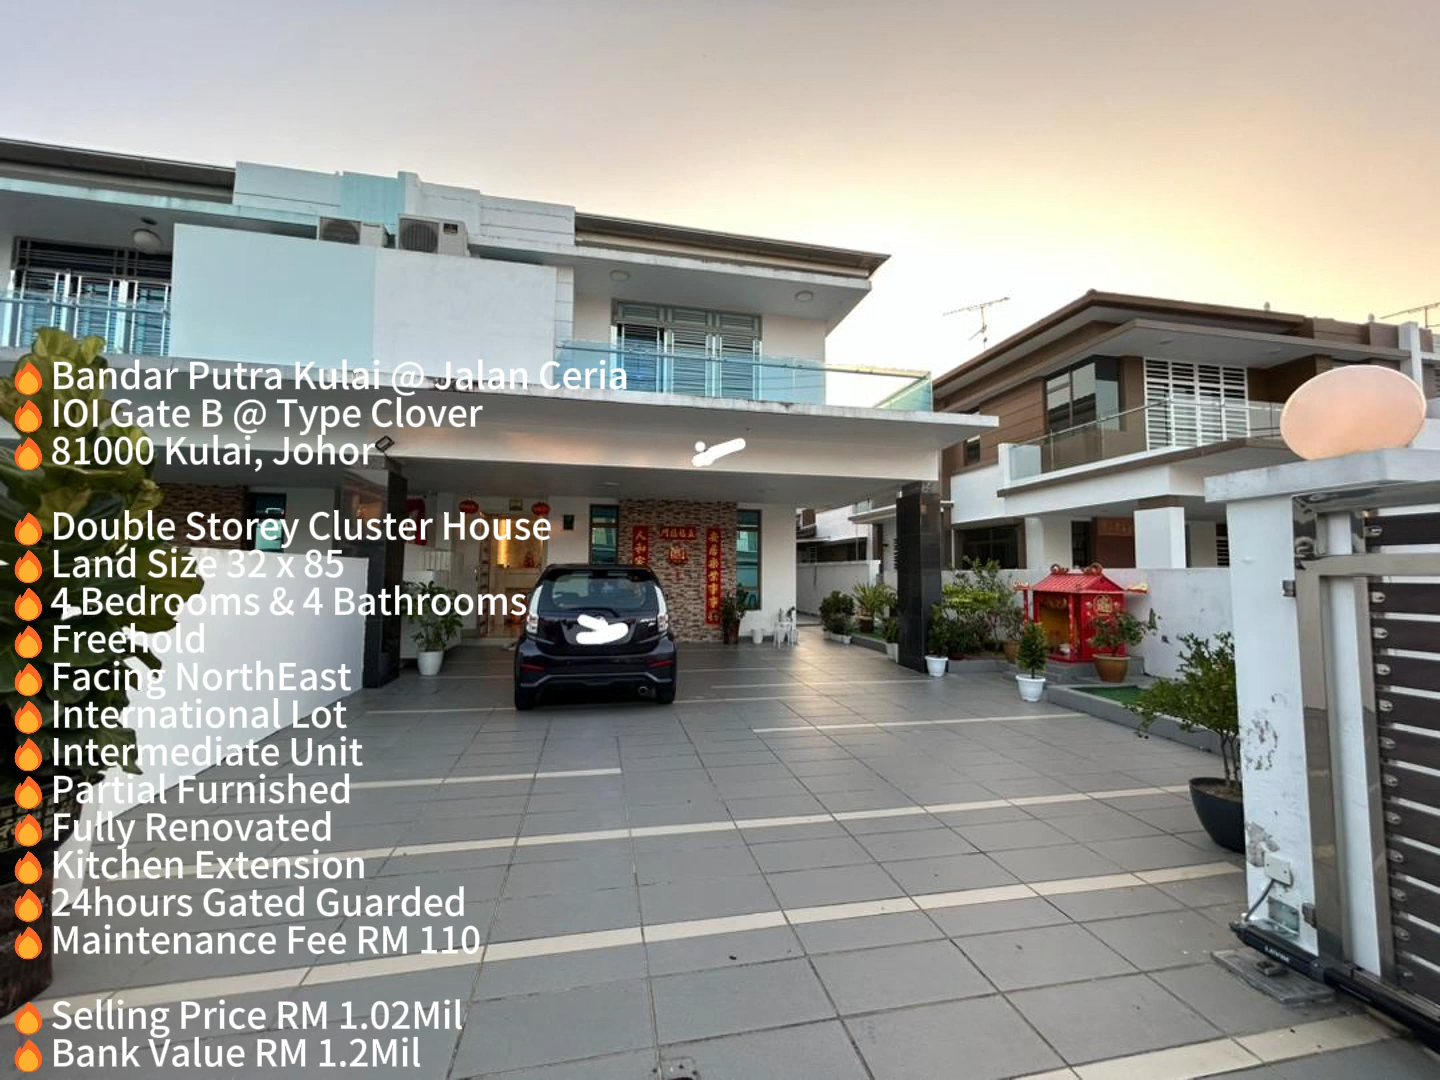 🔥Bandar Putra Kulai @ Jalan Ceria
🔥IOI Gate B @ Type Clover
🔥81000 Kulai, Johor
🔥Double Storey Cluster House
🔥Land Size 32 x 85
🔥4 Bedrooms & 4 Bathrooms
🔥Freehold
🔥Facing NorthEast
🔥International Lot
🔥Intermediate Unit
🔥Partial Furnished
🔥Fully Renovated
🔥Kitchen Extension
🔥24hours Gated Guarded
🔥Maintenance Fee RM 110
🔥Selling Price RM 1.02Mil
🔥Bank Value RM 1.2Mil